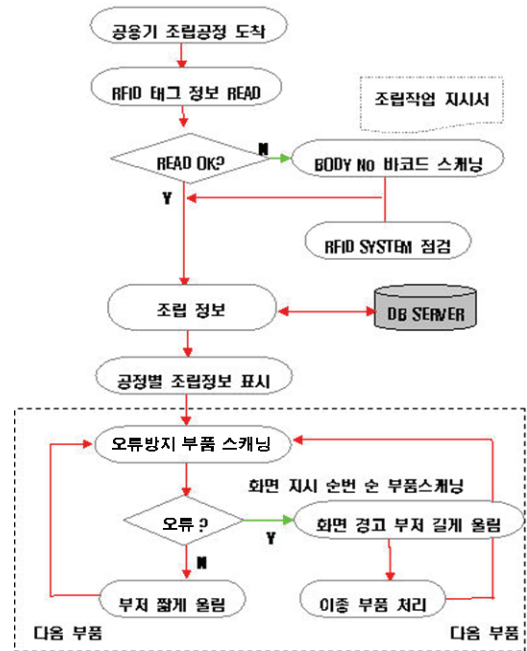 공용기 조립공정 도착
RFID 태그 정보 READ
조립작업 지시서
READ OK?
N
BODY No 바코드 스캐닝
Y
RFID SYSTEM 점검
조립 정보
DB SERVER
공정별 조립정보 표시
오류방지 부품 스캐닝
화면 지시 순번 순 부품스캐닝
오류 ?
Y
화면 경고 부저 길게 울림
N
부저 짧게 울림
이종 부품 처리
다음 부품
다음 부품